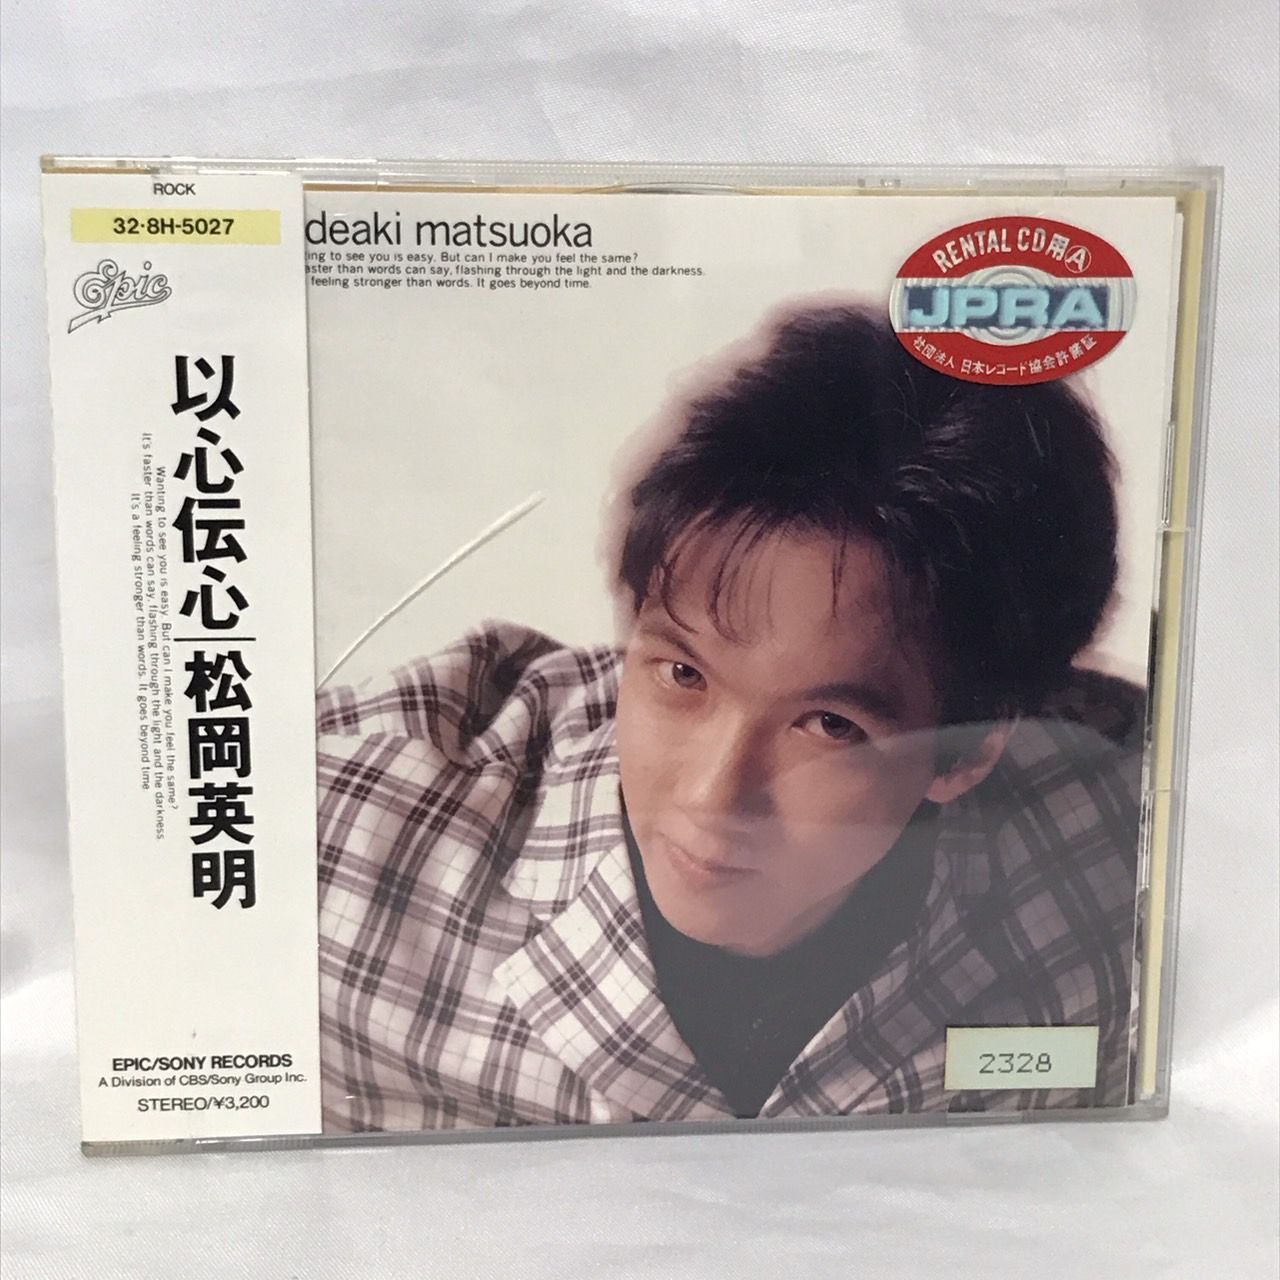 ROCK
32·8H-5027
Epic
以心伝心|松岡英明
Wanting to see you is easy. But can I make you feel the same?
It's faster than words can say, flashing through the light and the darkness.
It's a feeling stronger than words. It goes beyond time.
EPIC/SONY RECORDS
A Division of CBS/Sony Group Inc.
STEREO/¥3,200
deaki matsuoka
ing to see you is easy. But can I make you feel the same?
aster than words can say, flashing through the light and the darkness.
feeling stronger than words. It goes beyond time.
RENTAL CD用Ⓐ
JPRA
社団法人 日本レコード協会許諾証
2328